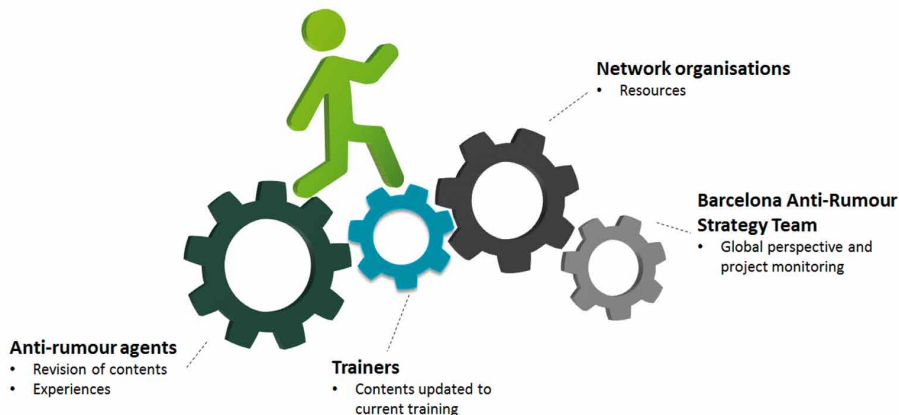 Network organisations
• Resources
Barcelona Anti-Rumour
Strategy Team
• Global perspective and
project monitoring
Anti-rumour agents
• Revision of contents
• Experiences
Trainers
• Contents updated to
current training